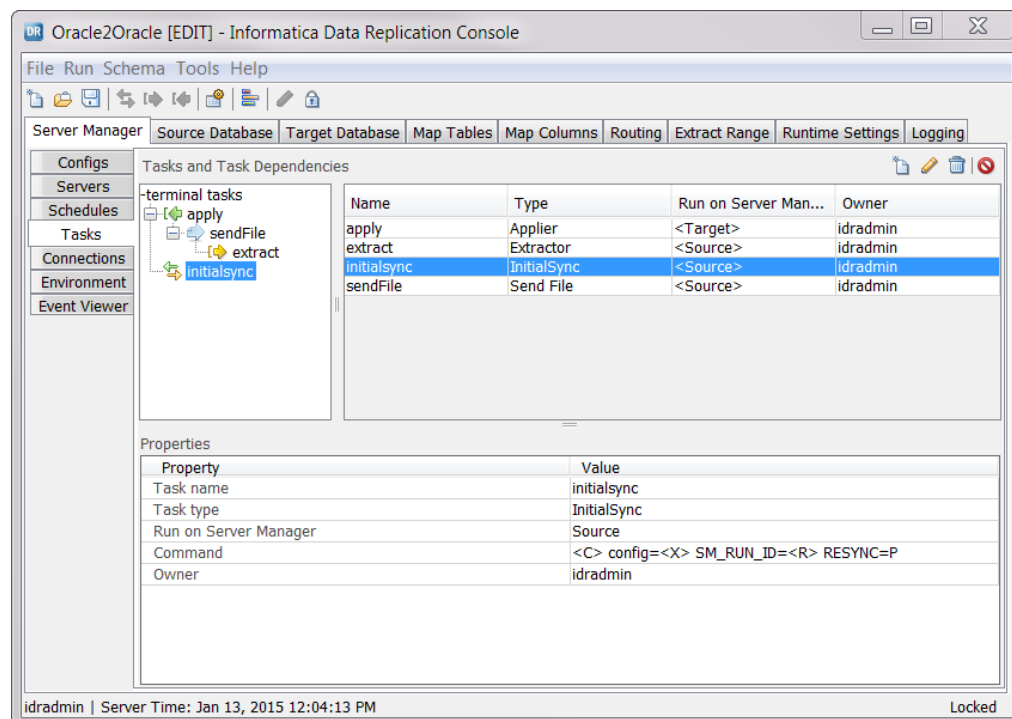 DR Oracle2Oracle [EDIT] - Informatica Data Replication Console
File Run Schema Tools Help
Server Manager Source Database Target Database Map Tables Map Columns Routing Extract Range Runtime Settings Logging
Configs
Servers
Schedules
Tasks
Connections
Environment
Event Viewer
Tasks and Task Dependencies
-terminal tasks
apply
sendFile
extract
initialsync
Name Type Run on Server Man... Owner
apply Applier <Target> idradmin
extract Extractor <Source> idradmin
initialsync InitialSync <Source> idradmin
sendFile Send File <Source> idradmin
Properties
Property Value
Task name initialsync
Task type InitialSync
Run on Server Manager Source
Command <C> config=<X> SM_RUN_ID=<R> RESYNC=P
Owner idradmin
idradmin | Server Time: Jan 13, 2015 12:04:13 PM Locked